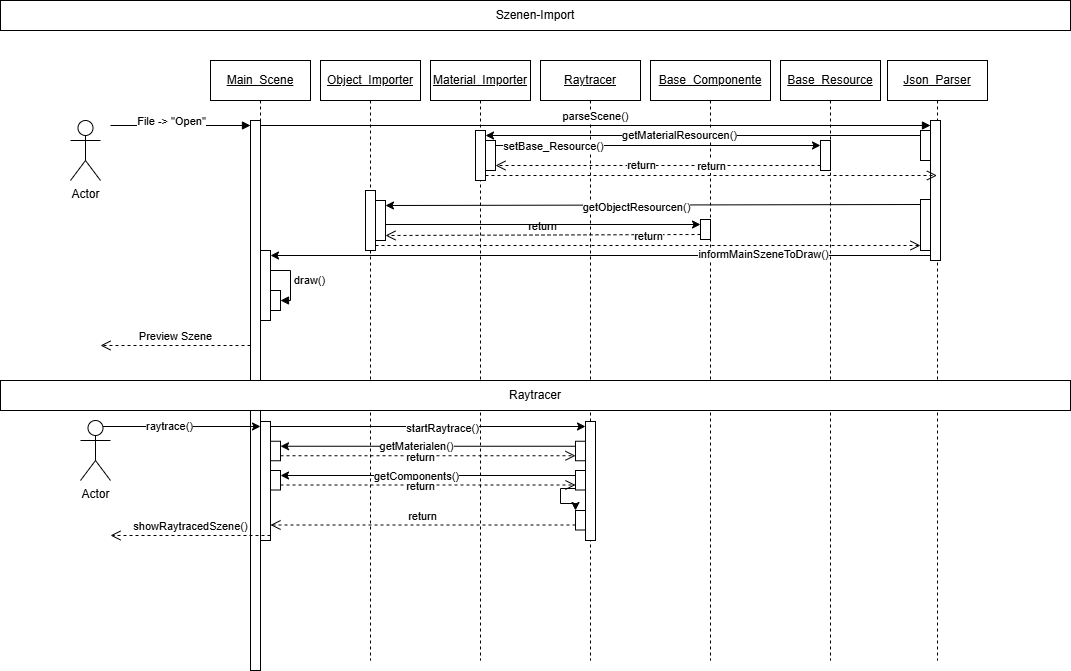 Szenen-Import
Main_Scene
Object_Importer
Material_Importer
Raytracer
Base_Componente
Base_Resource
Json_Parser
File -> "Open"
parseScene()
getMaterialResourcen()
setBase_Resource()
return
return
Actor
getObjectResourcen()
return
return
informMainSzeneToDraw()
draw()
Preview Szene
Raytracer
raytrace()
startRaytrace()
getMaterialen()
return
getComponents()
return
Actor
return
showRaytracedSzene()